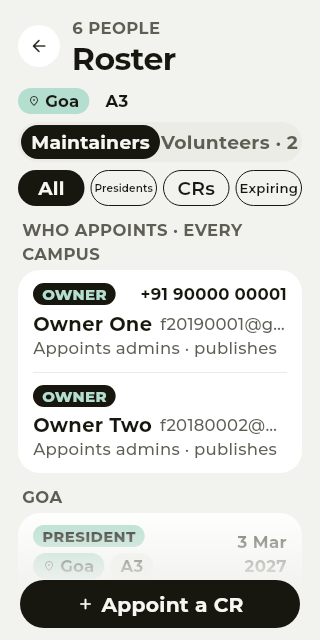 6 PEOPLE
Roster
Goa A3
Maintainers Volunteers · 2
All Presidents CRs Expiring
WHO APPOINTS · EVERY
CAMPUS
OWNER +91 90000 00001
Owner One f20190001@g...
Appoints admins · publishes
OWNER
Owner Two f20180002@...
Appoints admins · publishes
GOA
PRESIDENT 3 Mar
Goa A3 2027
+ Appoint a CR